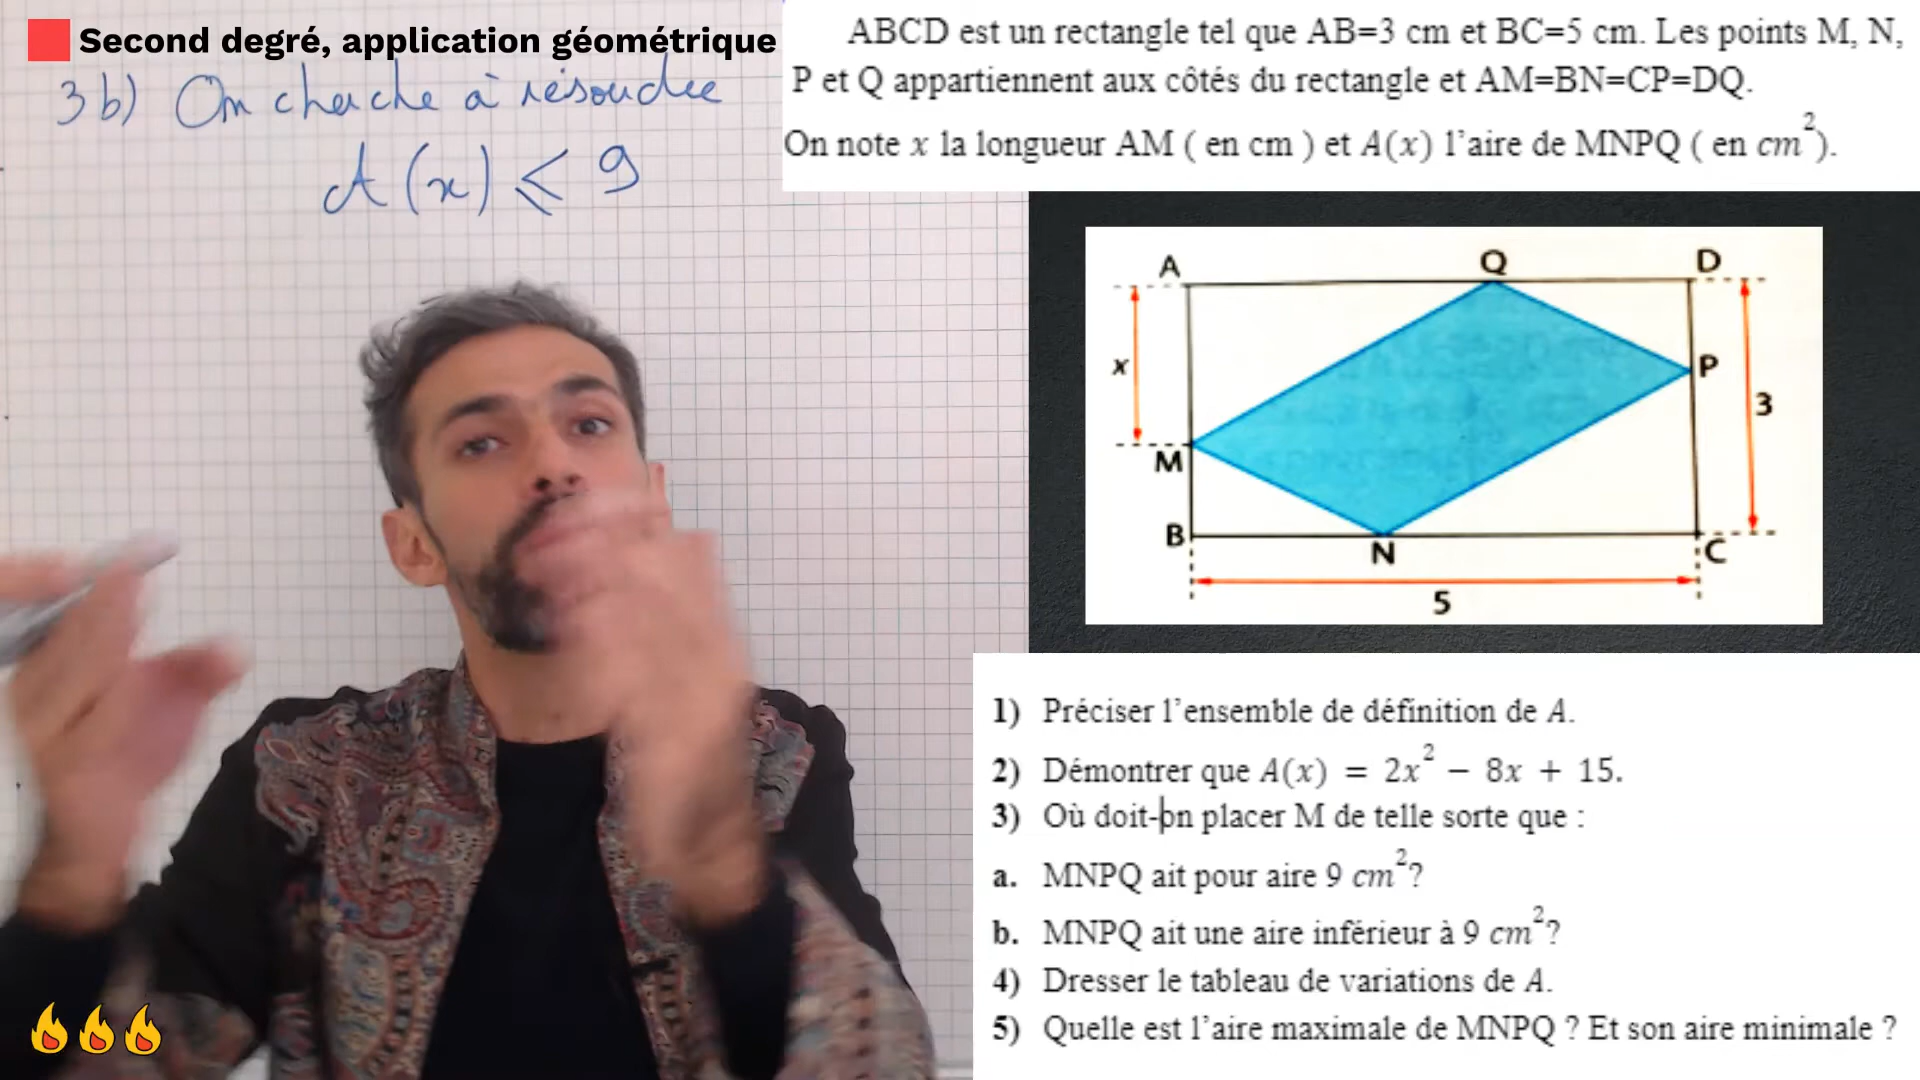 Second degré, application géométrique
3b) On cherche à résoudre
A(x) ⩽ 9
ABCD est un rectangle tel que AB=3 cm et BC=5 cm. Les points M, N,
P et Q appartiennent aux côtés du rectangle et AM=BN=CP=DQ.
On note x la longueur AM ( en cm ) et A(x) l’aire de MNPQ ( en cm²).
A Q D
x P
3
M
B N C
5
1) Préciser l’ensemble de définition de A.
2) Démontrer que A(x) = 2x² − 8x + 15.
3) Où doit-on placer M de telle sorte que :
a. MNPQ ait pour aire 9 cm²?
b. MNPQ ait une aire inférieur à 9 cm²?
4) Dresser le tableau de variations de A.
5) Quelle est l’aire maximale de MNPQ ? Et son aire minimale ?